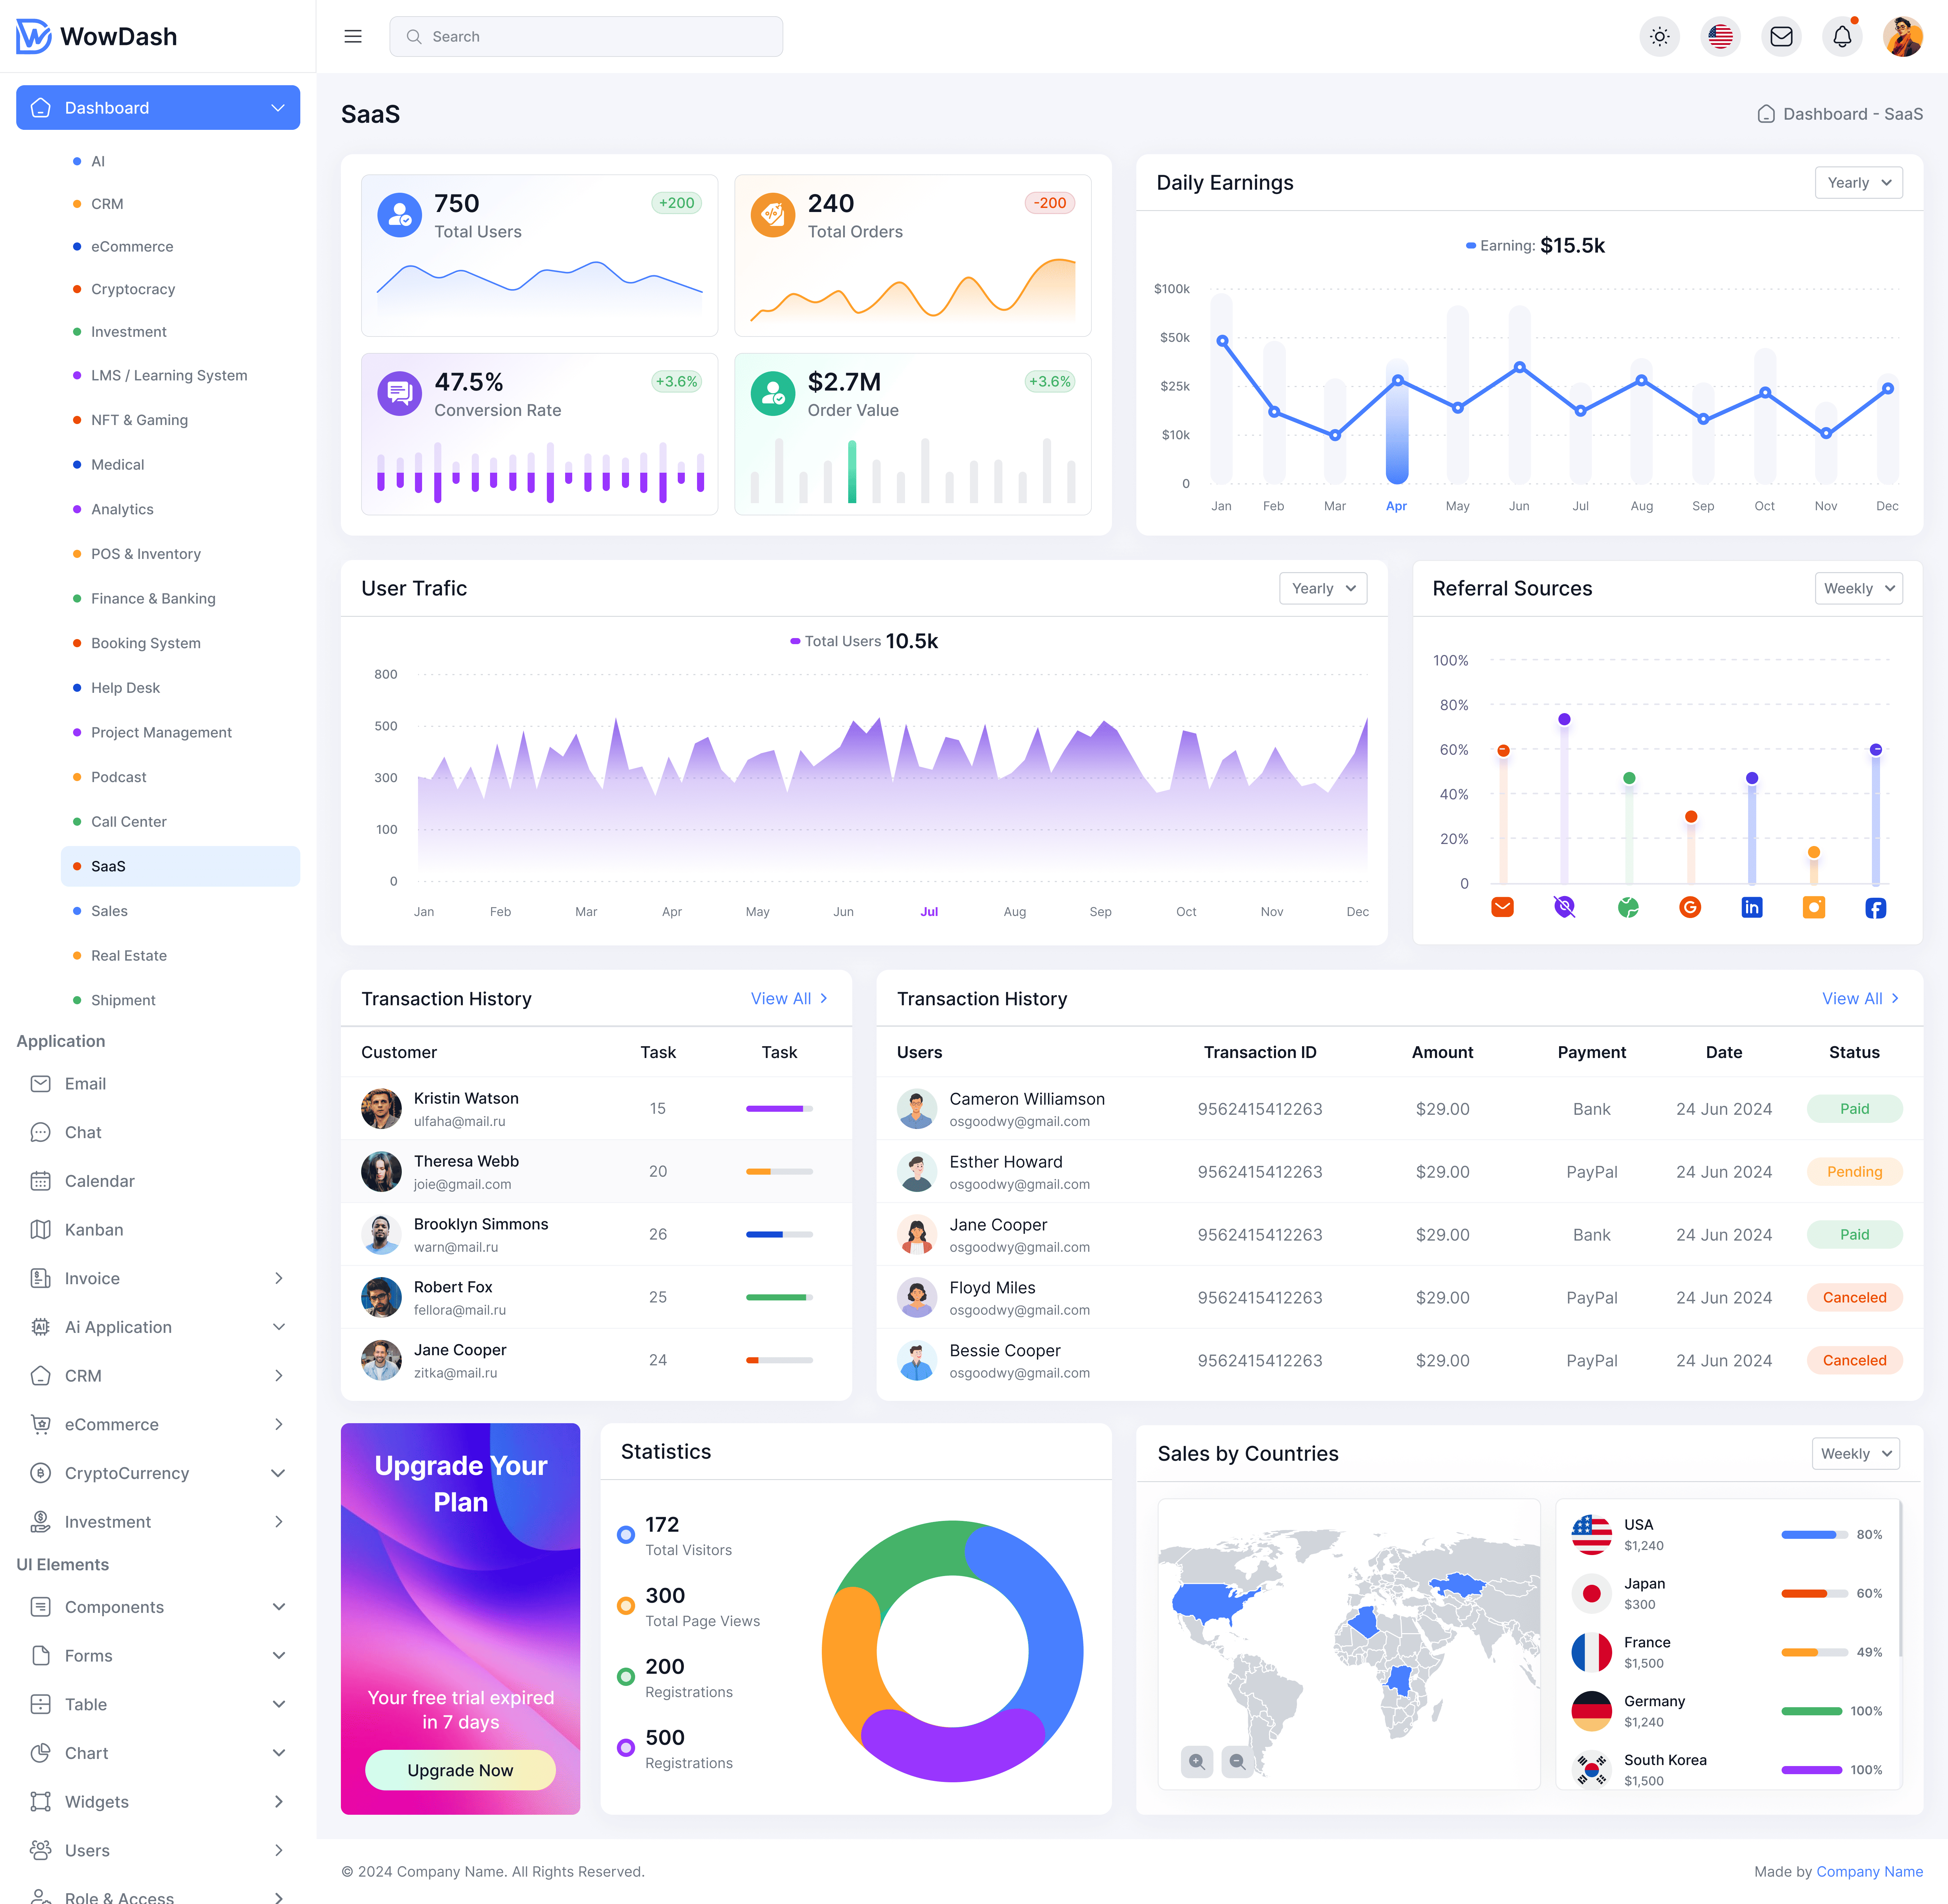 WowDash
Search
Dashboard
AI
CRM
eCommerce
Cryptocracy
Investment
LMS / Learning System
NFT & Gaming
Medical
Analytics
POS & Inventory
Finance & Banking
Booking System
Help Desk
Project Management
Podcast
Call Center
SaaS
Sales
Real Estate
Shipment
Application
Email
Chat
Calendar
Kanban
Invoice
Ai Application
CRM
eCommerce
CryptoCurrency
Investment
UI Elements
Components
Forms
Table
Chart
Widgets
Users
Role & Access
SaaS
Dashboard - SaaS
750
+200
Total Users
240
-200
Total Orders
47.5%
+3.6%
Conversion Rate
$2.7M
+3.6%
Order Value
Daily Earnings
Yearly
Earning: $15.5k
$100k
$50k
$25k
$10k
0
Jan Feb Mar Apr May Jun Jul Aug Sep Oct Nov Dec
User Trafic
Yearly
Total Users 10.5k
800
500
300
100
0
Jan Feb Mar Apr May Jun Jul Aug Sep Oct Nov Dec
Referral Sources
Weekly
100%
80%
60%
40%
20%
0
in
Transaction History
View All
Customer Task Task
Kristin Watson
ulfaha@mail.ru
15
Theresa Webb
joie@gmail.com
20
Brooklyn Simmons
warn@mail.ru
26
Robert Fox
fellora@mail.ru
25
Jane Cooper
zitka@mail.ru
24
Transaction History
View All
Users Transaction ID Amount Payment Date Status
Cameron Williamson
osgoodwy@gmail.com
9562415412263 $29.00 Bank 24 Jun 2024 Paid
Esther Howard
osgoodwy@gmail.com
9562415412263 $29.00 PayPal 24 Jun 2024 Pending
Jane Cooper
osgoodwy@gmail.com
9562415412263 $29.00 Bank 24 Jun 2024 Paid
Floyd Miles
osgoodwy@gmail.com
9562415412263 $29.00 PayPal 24 Jun 2024 Canceled
Bessie Cooper
osgoodwy@gmail.com
9562415412263 $29.00 PayPal 24 Jun 2024 Canceled
Upgrade Your
Plan
Your free trial expired
in 7 days
Upgrade Now
Statistics
172
Total Visitors
300
Total Page Views
200
Registrations
500
Registrations
Sales by Countries
Weekly
USA
$1,240
80%
Japan
$300
60%
France
$1,500
49%
Germany
$1,240
100%
South Korea
$1,500
100%
© 2024 Company Name. All Rights Reserved.
Made by Company Name